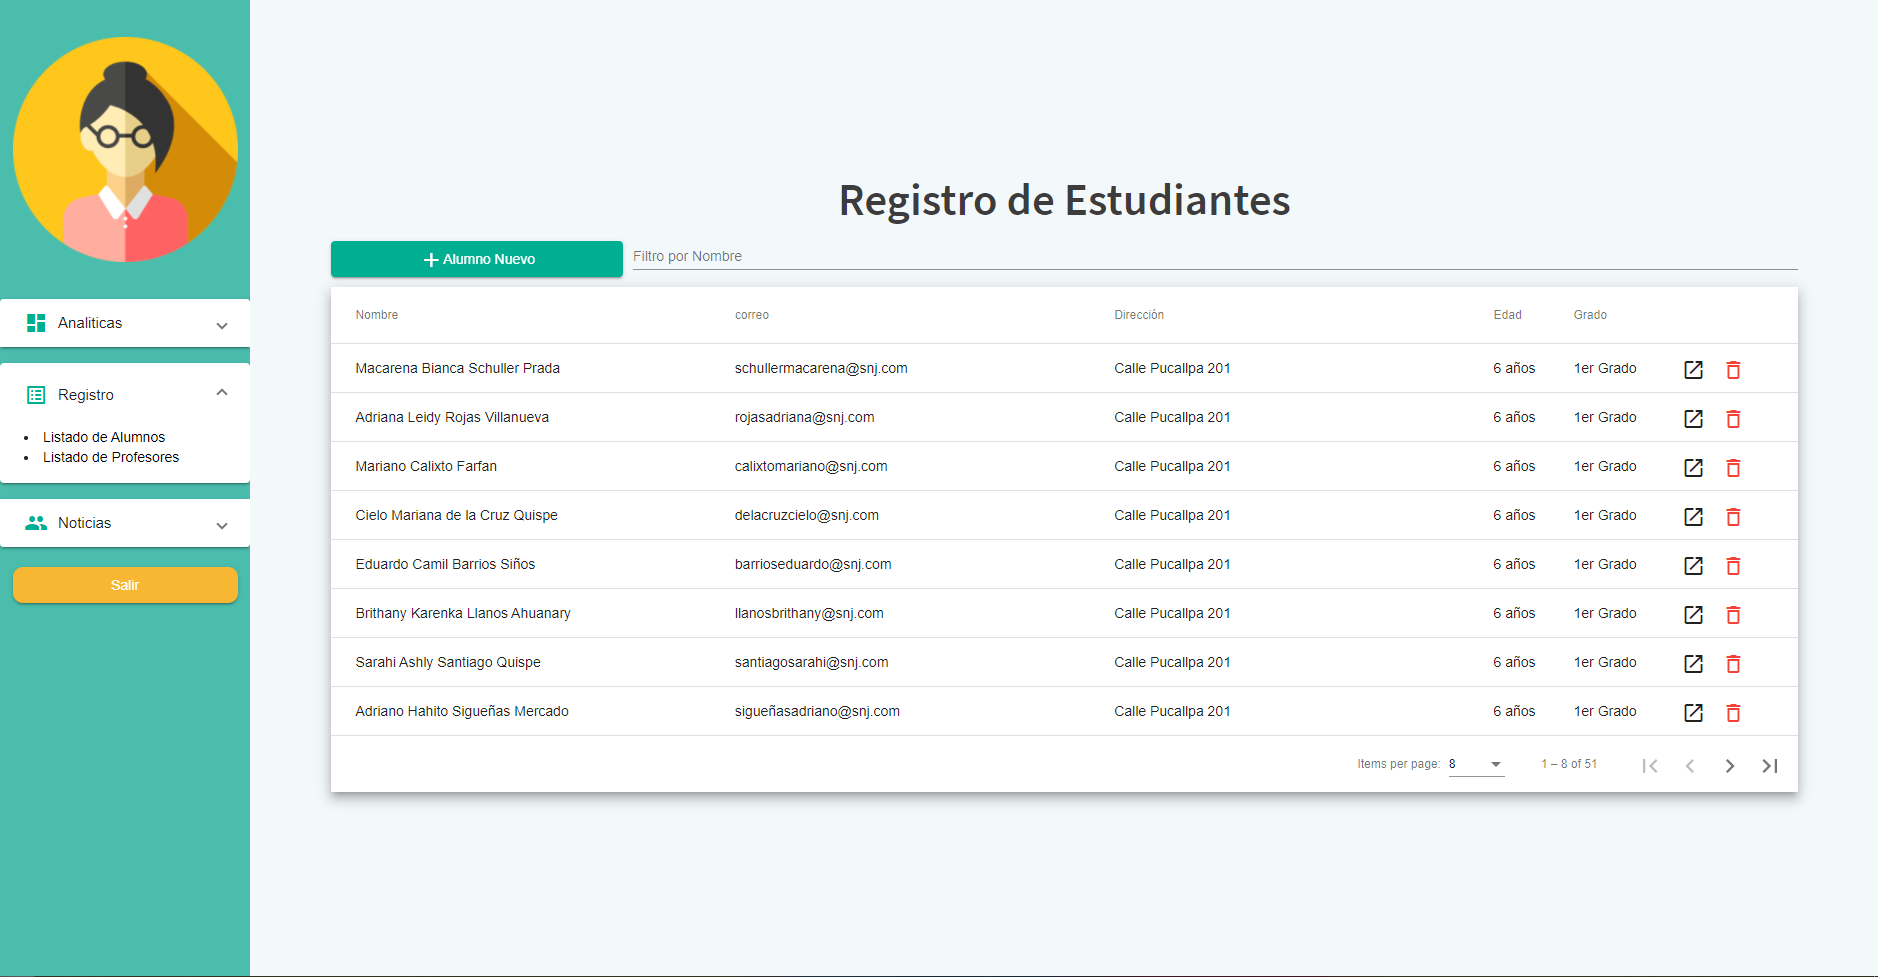 Analiticas
Registro
Listado de Alumnos
Listado de Profesores
Noticias
Salir
Registro de Estudiantes
Alumno Nuevo Filtro por Nombre
Nombre correo Dirección Edad Grado
Macarena Bianca Schuller Prada schullermacarena@snj.com Calle Pucallpa 201 6 años 1er Grado
Adriana Leidy Rojas Villanueva rojasadriana@snj.com Calle Pucallpa 201 6 años 1er Grado
Mariano Calixto Farfan calixtomariano@snj.com Calle Pucallpa 201 6 años 1er Grado
Cielo Mariana de la Cruz Quispe delacruzcielo@snj.com Calle Pucallpa 201 6 años 1er Grado
Eduardo Camil Barrios Siños barrioseduardo@snj.com Calle Pucallpa 201 6 años 1er Grado
Brithany Karenka Llanos Ahuanary llanosbrithany@snj.com Calle Pucallpa 201 6 años 1er Grado
Sarahi Ashly Santiago Quispe santiagosarahi@snj.com Calle Pucallpa 201 6 años 1er Grado
Adriano Hahito Sigueñas Mercado sigueñasadriano@snj.com Calle Pucallpa 201 6 años 1er Grado
Items per page: 8 1 – 8 of 51